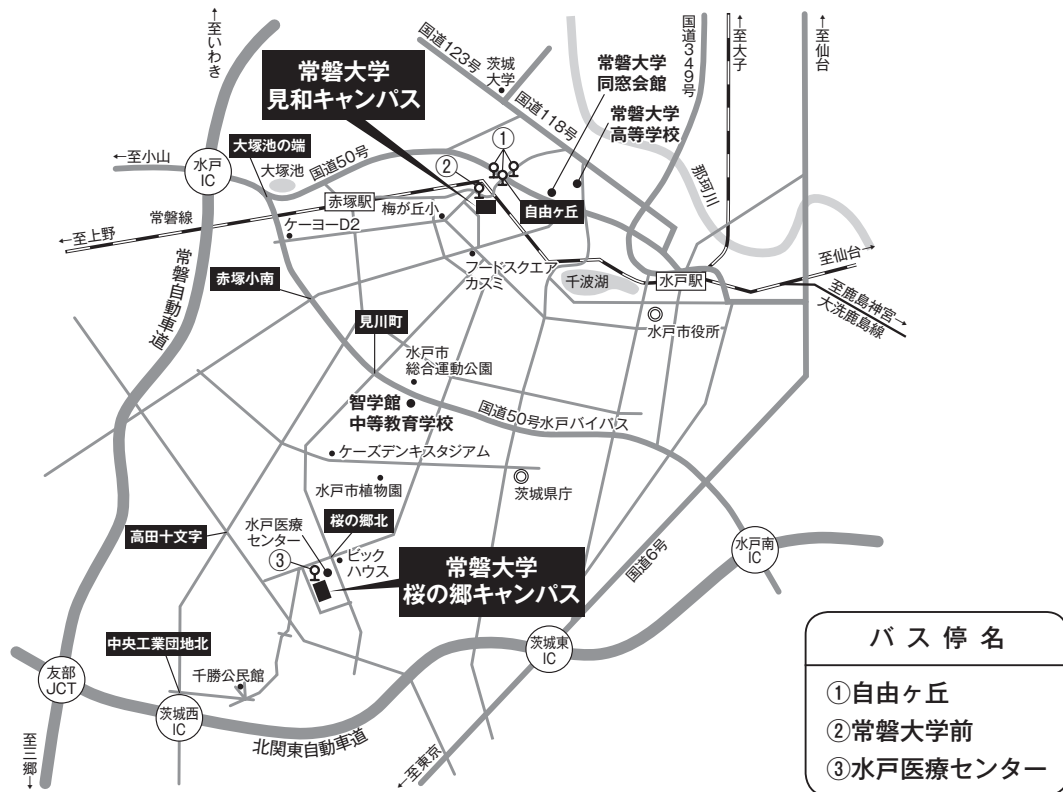 ←至いわき
国道123号
茨城
大学
国道118号
常磐大学
同窓会館
常磐大学
高等学校
国道349号
→至大子
→至仙台
常磐大学
見和キャンパス
大塚池の端
←至小山
水戸
IC
大塚池
国道50号
①
②
自由ヶ丘
那珂川
常磐線
←至上野
赤塚駅
梅が丘小
ケーヨーD2
フードスクエア
カスミ
千波湖
水戸駅
至仙台→
至鹿島神宮→
大洗鹿島線
常磐自動車道
赤塚小南
見川町
水戸市役所
水戸市
総合運動公園
智学館
中等教育学校
国道50号水戸バイパス
ケーズデンキスタジアム
水戸市植物園
茨城県庁
高田十文字
水戸医療
センター
桜の郷北
③
ビック
ハウス
常磐大学
桜の郷キャンパス
国道6号
水戸南
IC
中央工業団地北
千勝公民館
茨城東
IC
友部
JCT
茨城西
IC
北関東自動車道
至三郷→
←至東京
バス停名
①自由ヶ丘
②常磐大学前
③水戸医療センター